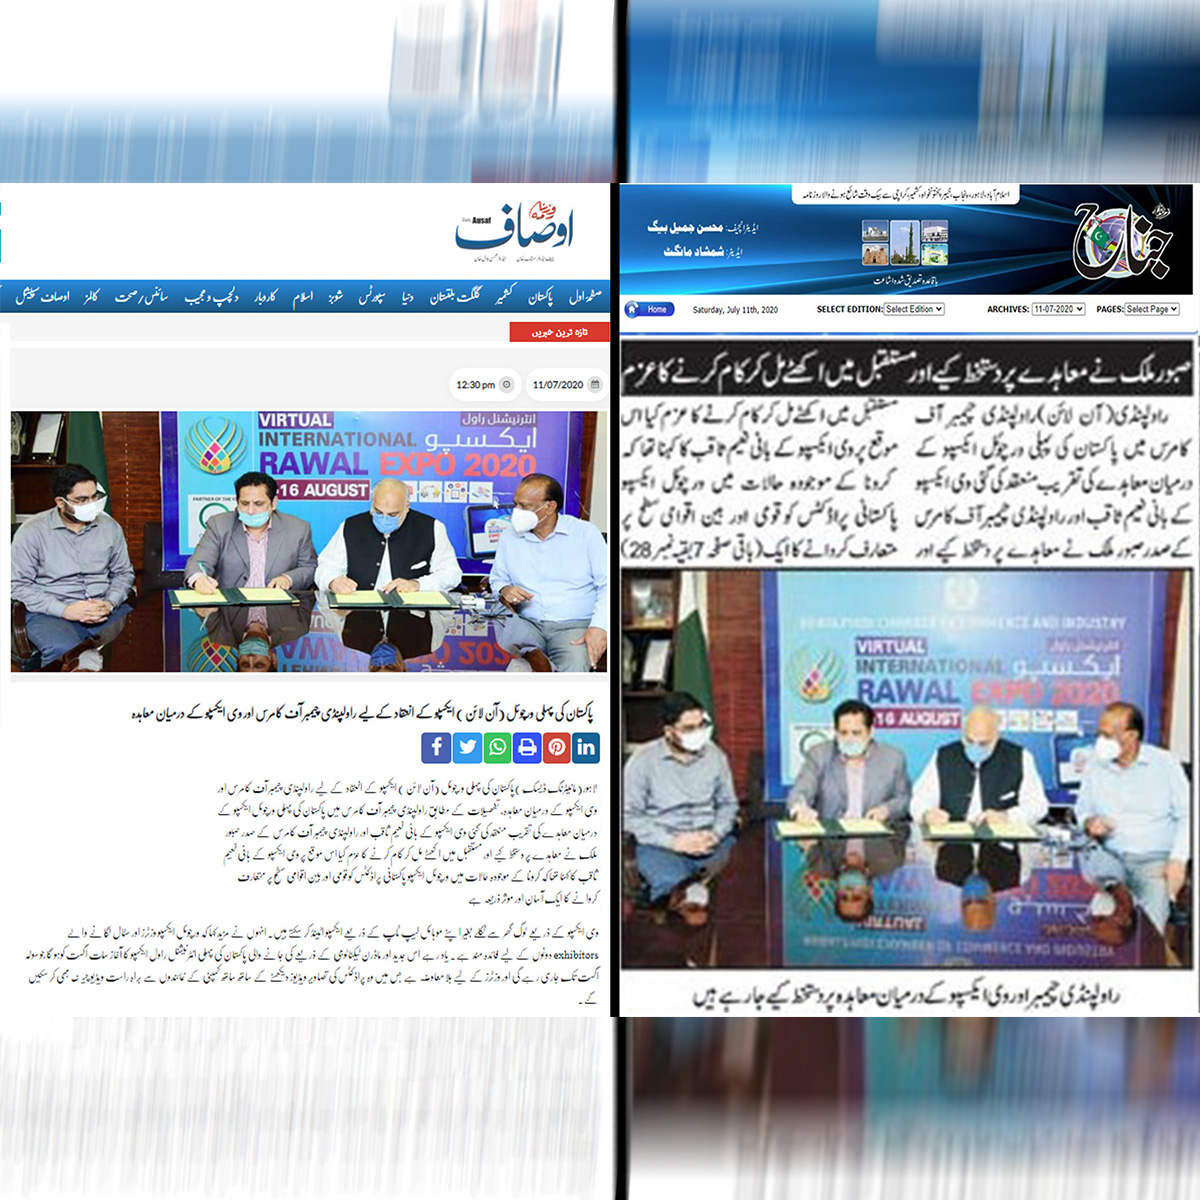 روزنامہ
اوصاف
Daily Ausaf
صفحہ اول پاکستان کشمیر گلگت بلتستان دنیا سپورٹس شوبز اسلام کاروبار دلچسپ و عجیب سائنس/صحت کالمز اوصاف سپیشل
تازہ ترین خبریں
11/07/2020
12:30 pm
VIRTUAL
INTERNATIONAL
RAWAL EXPO 2020
16 AUGUST
انٹرنیشنل راول
ایکسپو
PARTNER OF THE
پاکستان کی پہلی ورچوئل (آن لائن) ایکسپو کے انعقاد کے لیے راولپنڈی چیمبر آف کامرس اور وی ایکسپو کے درمیان معاہدہ
لاہور(مانیٹرنگ ڈیسک) پاکستان کی پہلی ورچوئل (آن لائن) ایکسپو کے انعقاد کے لیے راولپنڈی چیمبر آف کامرس اور
وی ایکسپو کے درمیان معاہدہ، تفصیلات کے مطابق راولپنڈی چیمبر آف کامرس میں پاکستان کی پہلی ورچوئل ایکسپو کے
درمیان معاہدے کی تقریب منعقد کی گئی وی ایکسپو کے بانی نعیم ثاقب اور راولپنڈی چیمبر آف کامرس کے صدر صبور
ملک نے معاہدے پر دستخط کیے اور مستقبل میں اکھٹے مل کر کام کرنے کا عزم کیا اس موقع پر وی ایکسپو کے بانی نعیم
ثاقب کا کہنا تھا کہ کرونا کے موجودہ حالات میں ورچوئل ایکسپو پاکستانی پراڈکٹس کو قومی اور بین اقوامی سطح پر متعارف
کروانے کا ایک آسان اور موثر ذریعہ ہے
وی ایکسپو کے ذریعے لوگ گھر سے نکلے بغیر اپنے موبائل لیپ ٹاپ کے ذریعے ایکسپو اٹینڈ کر سکتے ہیں۔ انہوں نے مزید کہا کہ ورچوئل ایکسپو وزٹرز اور سٹال لگانے والے
exhibitors دونوں کے لیے فائدہ مند ہے۔ یاد رہے اس جدید اور ماڈرن ٹیکنالوجی کے ذریعے کی جانے والی پاکستان کی پہلی انٹرنیشنل راول ایکسپو کا آغاز سات اگست کو ہو گا جو سولہ
اگست تک جاری رہے گی اور وزٹرز کے لیے بلا معاوضہ ہے جس میں وہ پراڈکٹس کی تصاویر ویڈیوز دیکھنے کے ساتھ ساتھ کمپنی کے نمائندوں سے براہ راست ویڈیو چیٹ بھی کر سکیں
گے۔
اسلام آباد، لاہور، پنجاب، خیبر پختونخواہ، کشمیر، کراچی سے بیک وقت شائع ہونے والا روزنامہ
جناح
ایڈیٹر انچیف: محسن جمیل بیگ
ایڈیٹر: شمشاد مانگٹ
باقاعدہ تصدیق شدہ اشاعت
Home
Saturday, July 11th, 2020
SELECT EDITION: Select Edition
ARCHIVES: 11-07-2020
PAGES: Select Page
صبور ملک نے معاہدے پر دستخط کیے اور مستقبل میں اکھٹے مل کر کام کرنے کا عزم
راولپنڈی (آن لائن) راولپنڈی چیمبر آف
کامرس میں پاکستان کی پہلی ورچوئل ایکسپو کے
درمیان معاہدے کی تقریب منعقد کی گئی وی ایکسپو
کے بانی نعیم ثاقب اور راولپنڈی چیمبر آف کامرس
کے صدر صبور ملک نے معاہدے پر دستخط کیے اور
مستقبل میں اکھٹے مل کر کام کرنے کا عزم کیا اس
موقع پر وی ایکسپو کے بانی نعیم ثاقب کا کہنا تھا کہ
کرونا کے موجودہ حالات میں ورچوئل ایکسپو
پاکستانی پراڈکٹس کو قومی اور بین اقوامی سطح پر
متعارف کروانے کا ایک (باقی صفحہ 7 بقیہ نمبر 28)
VIRTUAL
INTERNATIONAL
RAWAL EXPO 2020
16 AUGUST
انٹرنیشنل راول
ایکسپو
راولپنڈی چیمبر اور وی ایکسپو کے درمیان معاہدہ پر دستخط کیے جا رہے ہیں